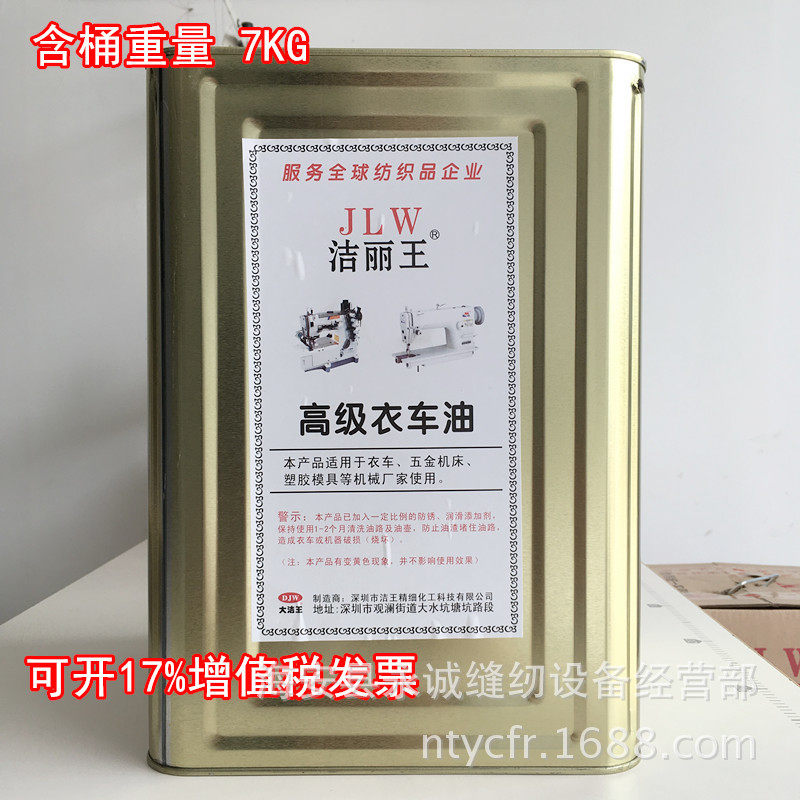 含桶重量 7KG
服务全球纺织品企业
JLW
洁丽王®
高级衣车油
本产品适用于衣车、五金机床、
塑胶模具等机械厂家使用。
警示：本产品已加入一定比例的防锈、润滑添加剂，
保持使用1-2个月清洗油路及油壶，防止油渣堵住油路，
造成衣车或机器破损（烧坏）。
（注：本产品有变黄色现象，并不影响使用效果）
DJW
大洁王
制造商：深圳市洁王精细化工科技有限公司
地址:深圳市观澜街道大水坑塘坑路段
JLW
可开17%增值税发票
海安县永诚缝纫设备经营部
ntycfr.1688.com